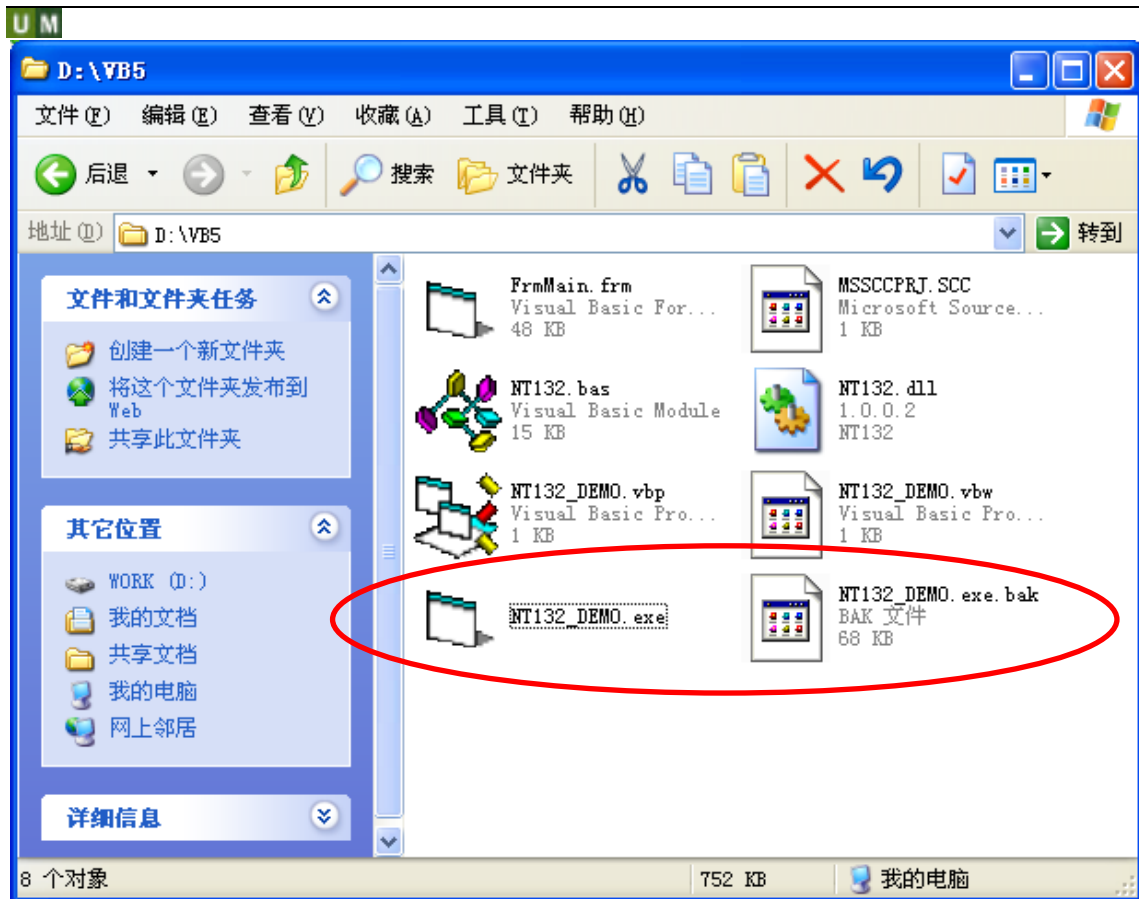 U M
D:\VB5
文件(F) 编辑(E) 查看(V) 收藏(A) 工具(T) 帮助(H)
后退 搜索 文件夹
地址(D) D:\VB5 转到
文件和文件夹任务
创建一个新文件夹
将这个文件夹发布到
Web
共享此文件夹
其它位置
WORK (D:)
我的文档
共享文档
我的电脑
网上邻居
详细信息
FrmMain.frm
Visual Basic For...
48 KB
MSSCCPRJ.SCC
Microsoft Source...
1 KB
NT132.bas
Visual Basic Module
15 KB
NT132.dll
1.0.0.2
NT132
NT132_DEMO.vbp
Visual Basic Pro...
1 KB
NT132_DEMO.vbw
Visual Basic Pro...
1 KB
NT132_DEMO.exe
NT132_DEMO.exe.bak
BAK 文件
68 KB
8 个对象 752 KB 我的电脑